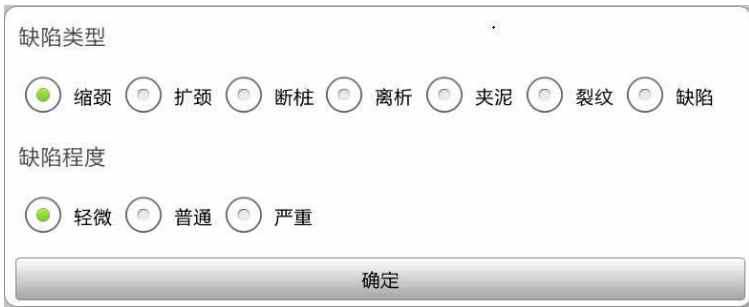 缺陷类型
缩颈 扩颈 断桩 离析 夹泥 裂纹 缺陷
缺陷程度
轻微 普通 严重
确定